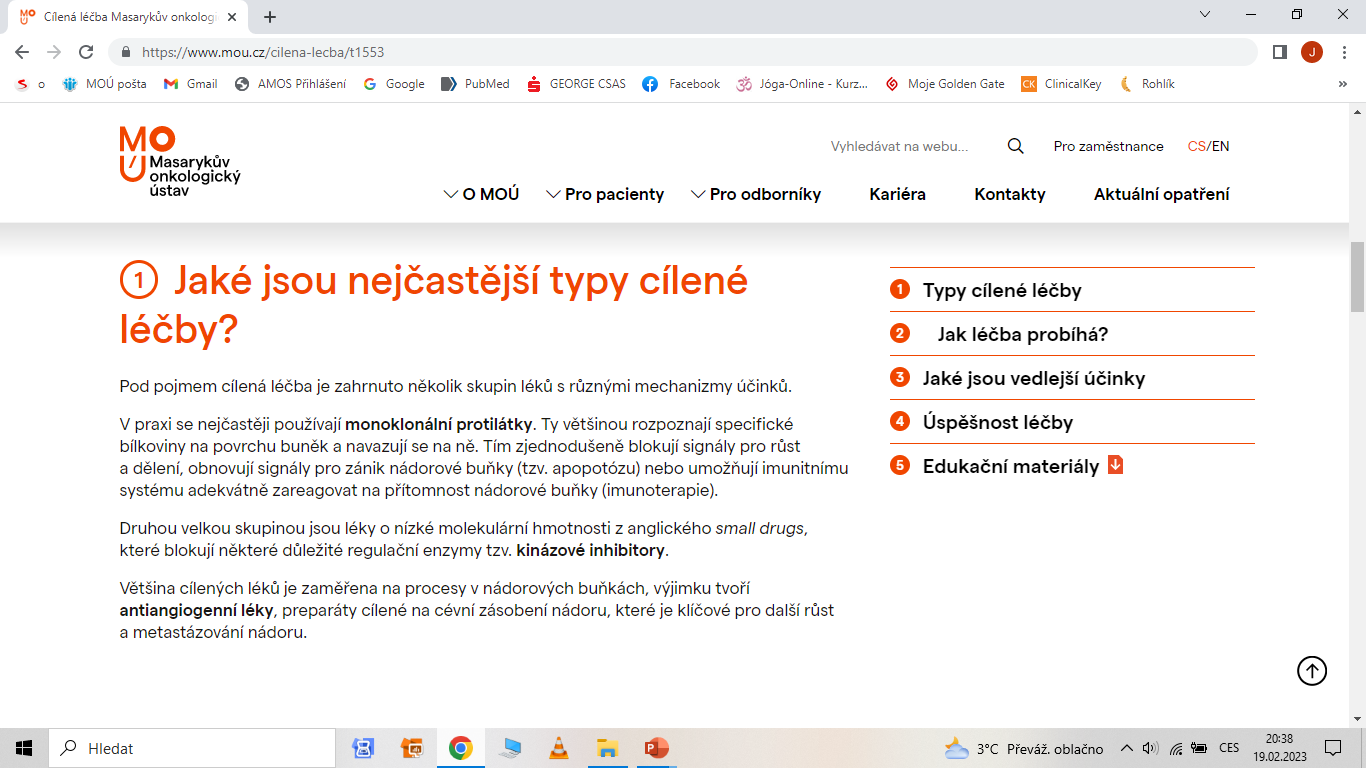 Cílená léčba Masarykův onkologi
https://www.mou.cz/cilena-lecba/t1553
J
o
MOÚ pošta
Gmail
AMOS Přihlášení
Google
PubMed
GEORGE CSAS
Facebook
Jóga-Online - Kurz...
Moje Golden Gate
CK ClinicalKey
Rohlík
»
MOU
Masarykův
onkologický
ústav
Vyhledávat na webu...
Pro zaměstnance
CS/EN
O MOÚ
Pro pacienty
Pro odborníky
Kariéra
Kontakty
Aktuální opatření
1 Jaké jsou nejčastější typy cílené
léčby?
Pod pojmem cílená léčba je zahrnuto několik skupin léků s různými mechanizmy účinků.
V praxi se nejčastěji používají monoklonální protilátky. Ty většinou rozpoznají specifické
bílkoviny na povrchu buněk a navazují se na ně. Tím zjednodušeně blokují signály pro růst
a dělení, obnovují signály pro zánik nádorové buňky (tzv. apopotózu) nebo umožňují imunitnímu
systému adekvátně zareagovat na přítomnost nádorové buňky (imunoterapie).
Druhou velkou skupinou jsou léky o nízké molekulární hmotnosti z anglického small drugs,
které blokují některé důležité regulační enzymy tzv. kinázové inhibitory.
Většina cílených léků je zaměřena na procesy v nádorových buňkách, výjimku tvoří
antiangiogenní léky, preparáty cílené na cévní zásobení nádoru, které je klíčové pro další růst
a metastázování nádoru.
1 Typy cílené léčby
2 Jak léčba probíhá?
3 Jaké jsou vedlejší účinky
4 Úspěšnost léčby
5 Edukační materiály
Hledat
3°C Převáž. oblačno
CES
20:38
19.02.2023